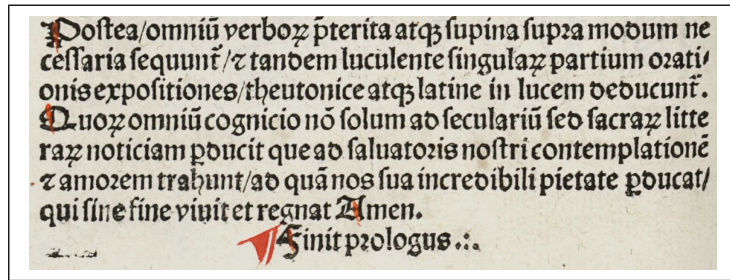 Postea/omniū verboꝝ p̄terita atqꝫ ſupina ſupra modum ne
ceſſaria ſequunt̄/⁊ tandem luculente ſingulaꝝ partium orati⸗
onis expoſitiones/theutonice atqꝫ latine in lucem deducunt̄.
Quoꝝ omniū cognicio nō ſolum ad ſeculariū ſed ſacraꝝ litte
raꝝ noticiam ꝑducit que ad ſaluatoris noſtri contemplationē
⁊ amorem trahunt/ad quā nos ſua incredibili pietate ꝑducat/
qui ſine fine viuit et regnat Amen.
¶ Finit prologus .:.